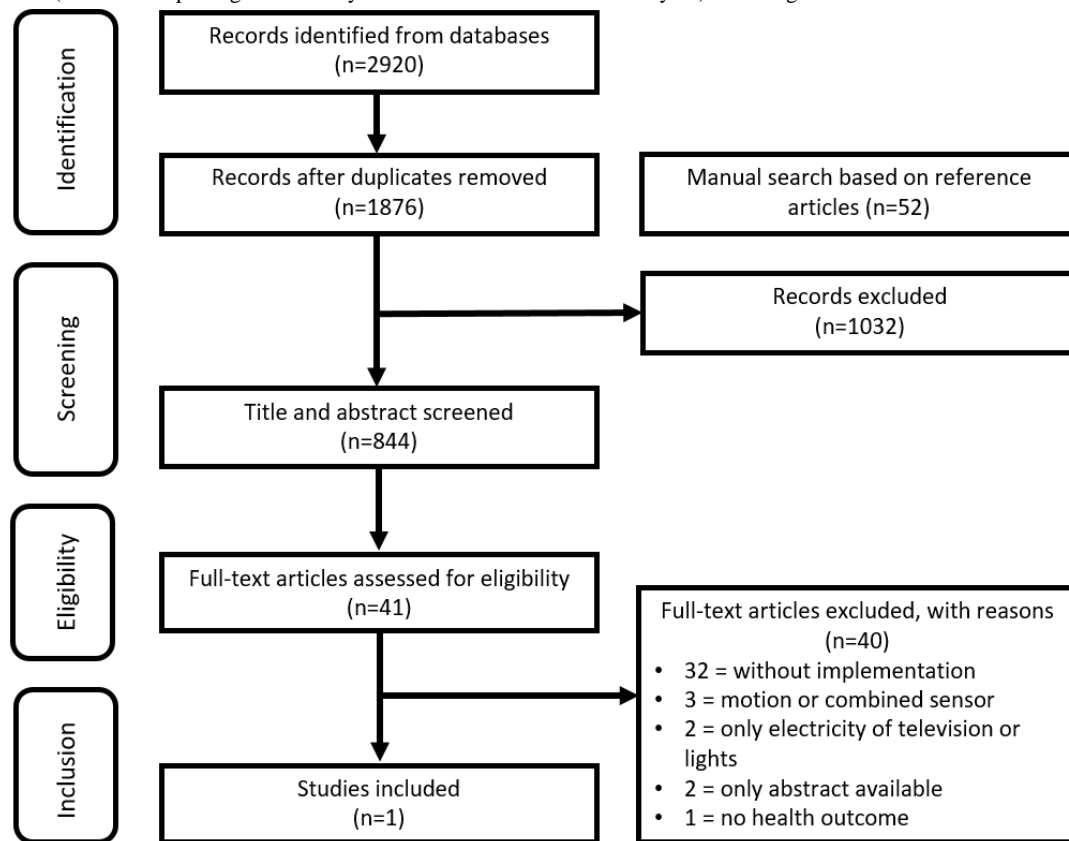 Identification
Records identified from databases
(n=2920)
Records after duplicates removed
(n=1876)
Manual search based on reference
articles (n=52)
Screening
Records excluded
(n=1032)
Title and abstract screened
(n=844)
Eligibility
Full-text articles assessed for eligibility
(n=41)
Full-text articles excluded, with reasons
(n=40)
• 32 = without implementation
• 3 = motion or combined sensor
• 2 = only electricity of television or
lights
• 2 = only abstract available
• 1 = no health outcome
Inclusion
Studies included
(n=1)